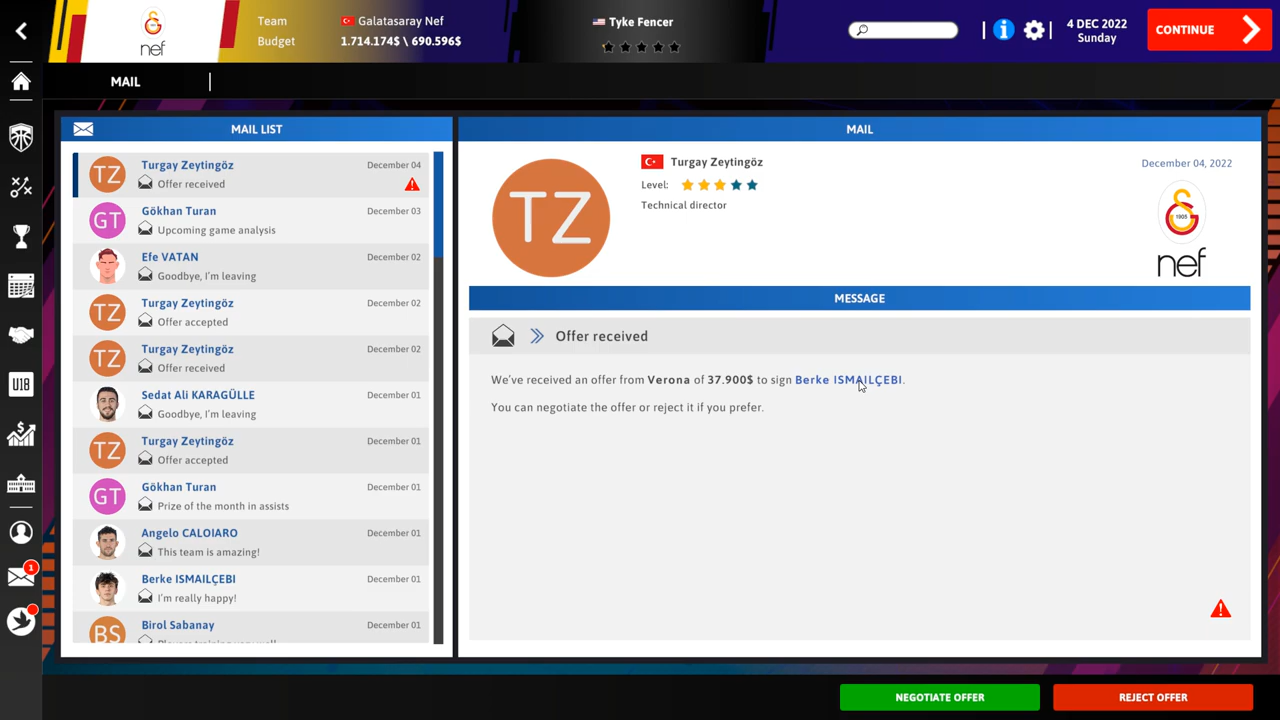 nef
Team
Galatasaray Nef
Budget
1.714.174$ \ 690.596$
Tyke Fencer
4 DEC 2022
Sunday
CONTINUE
MAIL
MAIL LIST
TZ
Turgay Zeytingöz
December 04
Offer received
GT
Gökhan Turan
December 03
Upcoming game analysis
Efe VATAN
December 02
Goodbye, I'm leaving
TZ
Turgay Zeytingöz
December 02
Offer accepted
TZ
Turgay Zeytingöz
December 02
Offer received
Sedat Ali KARAGÜLLE
December 01
Goodbye, I'm leaving
TZ
Turgay Zeytingöz
December 01
Offer accepted
GT
Gökhan Turan
December 01
Prize of the month in assists
Angelo CALOIARO
December 01
This team is amazing!
Berke ISMAILÇEBI
December 01
I'm really happy!
BS
Birol Sabanay
December 01
U18
1
MAIL
TZ
Turgay Zeytingöz
Level:
Technical director
December 04, 2022
1905
nef
MESSAGE
Offer received
We've received an offer from Verona of 37.900$ to sign Berke ISMAILÇEBI.
You can negotiate the offer or reject it if you prefer.
NEGOTIATE OFFER
REJECT OFFER